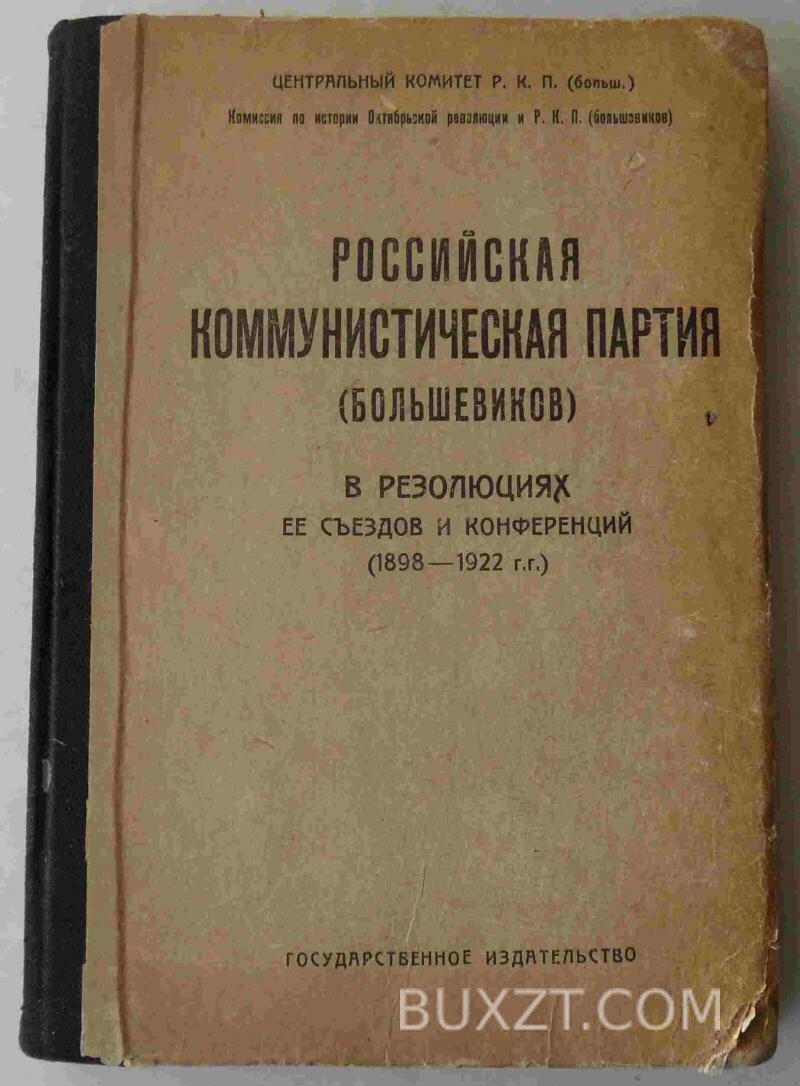 ЦЕНТРАЛЬНЫЙ КОМИТЕТ Р. К. П. (больш.)
Комиссия по истории Октябрьской революции и Р. К. П. (большевиков)
РОССИЙСКАЯ
КОММУНИСТИЧЕСКАЯ ПАРТИЯ
(БОЛЬШЕВИКОВ)
В РЕЗОЛЮЦИЯХ
ЕЕ СЪЕЗДОВ И КОНФЕРЕНЦИЙ
(1898—1922 г.г.)
ГОСУДАРСТВЕННОЕ ИЗДАТЕЛЬСТВО
BUXZT.COM